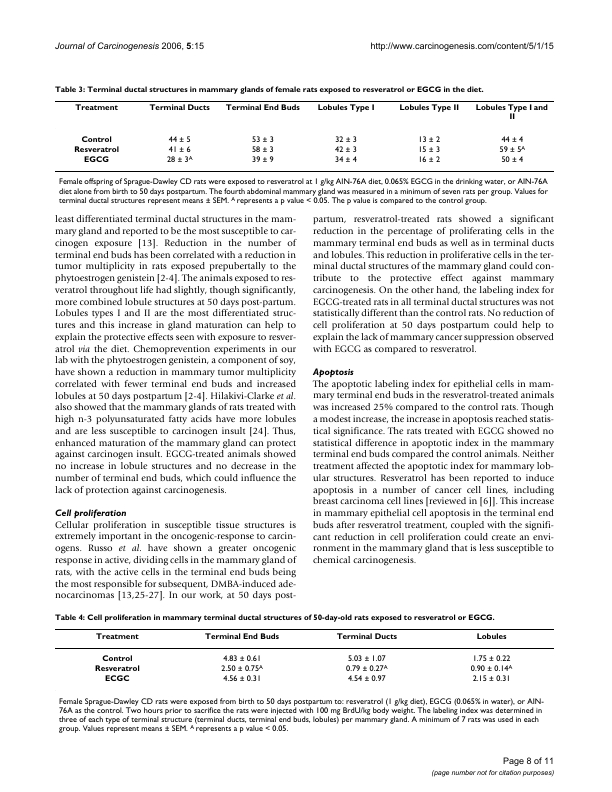 Journal of Carcinogenesis 2006, 5:15
http://www.carcinogenesis.com/content/5/1/15
Table 3: Terminal ductal structures in mammary glands of female rats exposed to resveratrol or EGCG in the diet.
Treatment Terminal Ducts Terminal End Buds Lobules Type I Lobules Type II Lobules Type I and
II
Control 44 ± 5 53 ± 3 32 ± 3 13 ± 2 44 ± 4
Resveratrol 41 ± 6 58 ± 3 42 ± 3 15 ± 3 59 ± 5A
EGCG 28 ± 3A 39 ± 9 34 ± 4 16 ± 2 50 ± 4
Female offspring of Sprague-Dawley CD rats were exposed to resveratrol at 1 g/kg AIN-76A diet, 0.065% EGCG in the drinking water, or AIN-76A
diet alone from birth to 50 days postpartum. The fourth abdominal mammary gland was measured in a minimum of seven rats per group. Values for
terminal ductal structures represent means ± SEM. A represents a p value < 0.05. The p value is compared to the control group.
least differentiated terminal ductal structures in the mam-
mary gland and reported to be the most susceptible to car-
cinogen exposure [13]. Reduction in the number of
terminal end buds has been correlated with a reduction in
tumor multiplicity in rats exposed prepubertally to the
phytoestrogen genistein [2-4]. The animals exposed to res-
veratrol throughout life had slightly, though significantly,
more combined lobule structures at 50 days post-partum.
Lobules types I and II are the most differentiated struc-
tures and this increase in gland maturation can help to
explain the protective effects seen with exposure to resver-
atrol via the diet. Chemoprevention experiments in our
lab with the phytoestrogen genistein, a component of soy,
have shown a reduction in mammary tumor multiplicity
correlated with fewer terminal end buds and increased
lobules at 50 days postpartum [2-4]. Hilakivi-Clarke et al.
also showed that the mammary glands of rats treated with
high n-3 polyunsaturated fatty acids have more lobules
and are less susceptible to carcinogen insult [24]. Thus,
enhanced maturation of the mammary gland can protect
against carcinogen insult. EGCG-treated animals showed
no increase in lobule structures and no decrease in the
number of terminal end buds, which could influence the
lack of protection against carcinogenesis.
Cell proliferation
Cellular proliferation in susceptible tissue structures is
extremely important in the oncogenic-response to carcin-
ogens. Russo et al. have shown a greater oncogenic
response in active, dividing cells in the mammary gland of
rats, with the active cells in the terminal end buds being
the most responsible for subsequent, DMBA-induced ade-
nocarcinomas [13,25-27]. In our work, at 50 days post-
partum, resveratrol-treated rats showed a significant
reduction in the percentage of proliferating cells in the
mammary terminal end buds as well as in terminal ducts
and lobules. This reduction in proliferative cells in the ter-
minal ductal structures of the mammary gland could con-
tribute to the protective effect against mammary
carcinogenesis. On the other hand, the labeling index for
EGCG-treated rats in all terminal ductal structures was not
statistically different than the control rats. No reduction of
cell proliferation at 50 days postpartum could help to
explain the lack of mammary cancer suppression observed
with EGCG as compared to resveratrol.
Apoptosis
The apoptotic labeling index for epithelial cells in mam-
mary terminal end buds in the resveratrol-treated animals
was increased 25% compared to the control rats. Though
a modest increase, the increase in apoptosis reached statis-
tical significance. The rats treated with EGCG showed no
statistical difference in apoptotic index in the mammary
terminal end buds compared the control animals. Neither
treatment affected the apoptotic index for mammary lob-
ular structures. Resveratrol has been reported to induce
apoptosis in a number of cancer cell lines, including
breast carcinoma cell lines [reviewed in [6]]. This increase
in mammary epithelial cell apoptosis in the terminal end
buds after resveratrol treatment, coupled with the signifi-
cant reduction in cell proliferation could create an envi-
ronment in the mammary gland that is less susceptible to
chemical carcinogenesis.
Table 4: Cell proliferation in mammary terminal ductal structures of 50-day-old rats exposed to resveratrol or EGCG.
Treatment Terminal End Buds Terminal Ducts Lobules
Control 4.83 ± 0.61 5.03 ± 1.07 1.75 ± 0.22
Resveratrol 2.50 ± 0.75A 0.79 ± 0.27A 0.90 ± 0.14A
ECGC 4.56 ± 0.31 4.54 ± 0.97 2.15 ± 0.31
Female Sprague-Dawley CD rats were exposed from birth to 50 days postpartum to: resveratrol (1 g/kg diet), EGCG (0.065% in water), or AIN-
76A as the control. Two hours prior to sacrifice the rats were injected with 100 mg BrdU/kg body weight. The labeling index was determined in
three of each type of terminal structure (terminal ducts, terminal end buds, lobules) per mammary gland. A minimum of 7 rats was used in each
group. Values represent means ± SEM. A represents a p value < 0.05.
Page 8 of 11
(page number not for citation purposes)